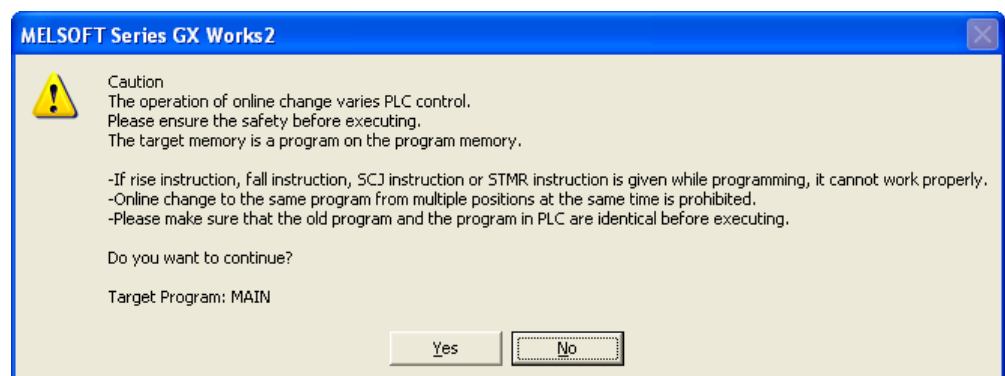 MELSOFT Series GX Works2
Caution
The operation of online change varies PLC control.
Please ensure the safety before executing.
The target memory is a program on the program memory.
-If rise instruction, fall instruction, SCJ instruction or STMR instruction is given while programming, it cannot work properly.
-Online change to the same program from multiple positions at the same time is prohibited.
-Please make sure that the old program and the program in PLC are identical before executing.
Do you want to continue?
Target Program: MAIN
Yes No